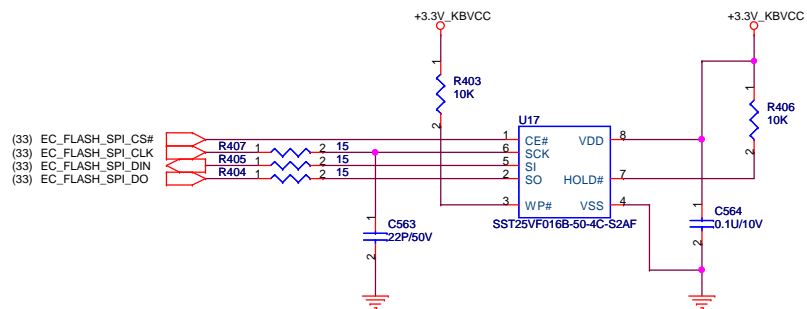 +3.3V_KBVCC
+3.3V_KBVCC
1
R403
10K
2
1
R406
10K
2
U17
(33) EC_FLASH_SPI_CS# 1 CE# VDD 8
(33) EC_FLASH_SPI_CLK R407 1 2 15 6 SCK
(33) EC_FLASH_SPI_DIN R405 1 2 15 5 SI
(33) EC_FLASH_SPI_DO R404 1 2 15 2 SO HOLD# 7
3 WP# VSS 4
SST25VF016B-50-4C-S2AF
1
C563
22P/50V
2
1
C564
0.1U/10V
2